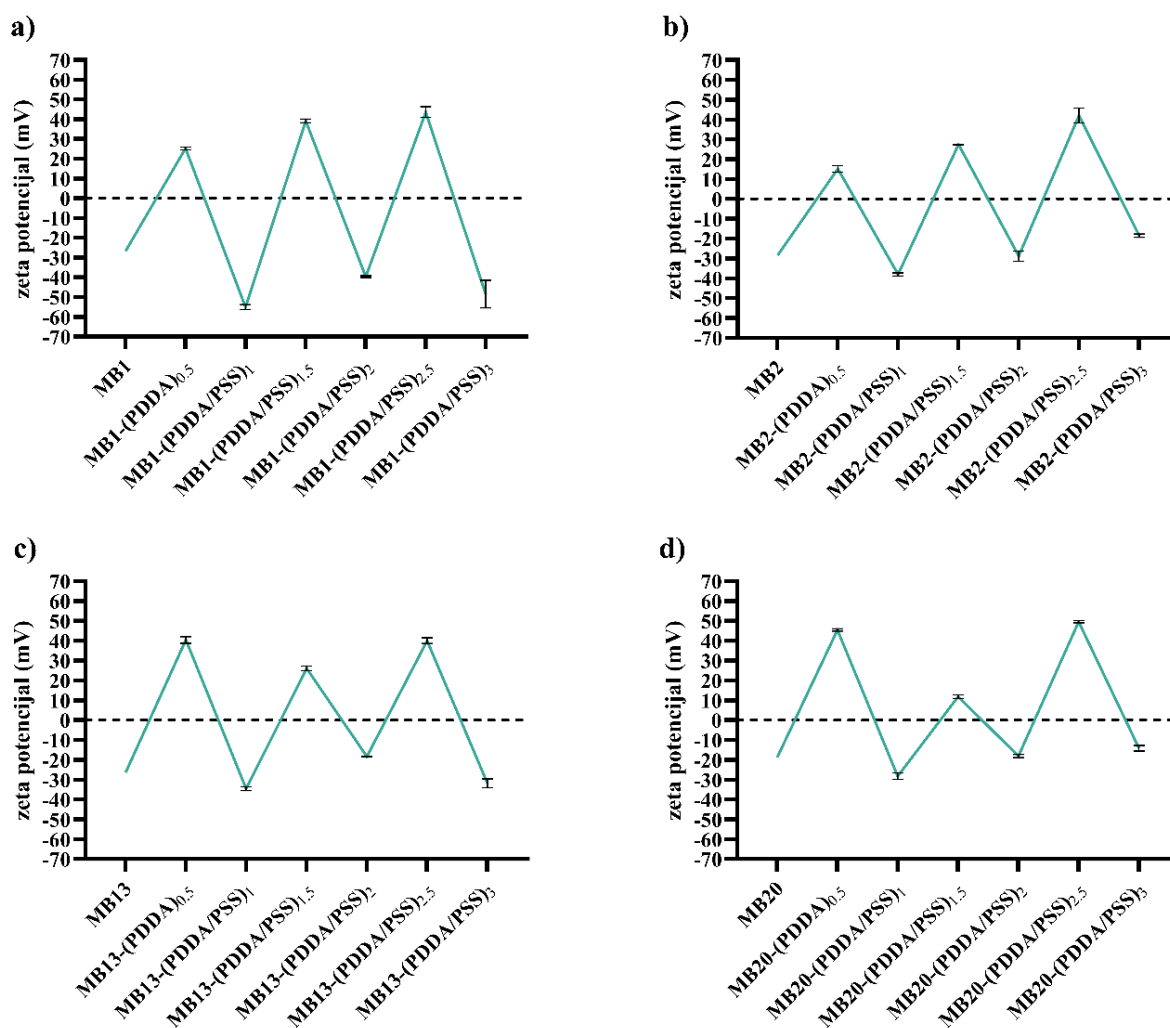 a)
zeta potencijal (mV)
70
60
50
40
30
20
10
0
-10
-20
-30
-40
-50
-60
-70
MB1
MB1-(PDDA)0.5
MB1-(PDDA/PSS)1
MB1-(PDDA/PSS)1.5
MB1-(PDDA/PSS)2
MB1-(PDDA/PSS)2.5
MB1-(PDDA/PSS)3
b)
zeta potencijal (mV)
70
60
50
40
30
20
10
0
-10
-20
-30
-40
-50
-60
-70
MB2
MB2-(PDDA)0.5
MB2-(PDDA/PSS)1
MB2-(PDDA/PSS)1.5
MB2-(PDDA/PSS)2
MB2-(PDDA/PSS)2.5
MB2-(PDDA/PSS)3
c)
zeta potencijal (mV)
70
60
50
40
30
20
10
0
-10
-20
-30
-40
-50
-60
-70
MB13
MB13-(PDDA)0.5
MB13-(PDDA/PSS)1
MB13-(PDDA/PSS)1.5
MB13-(PDDA/PSS)2
MB13-(PDDA/PSS)2.5
MB13-(PDDA/PSS)3
d)
zeta potencijal (mV)
70
60
50
40
30
20
10
0
-10
-20
-30
-40
-50
-60
-70
MB20
MB20-(PDDA)0.5
MB20-(PDDA/PSS)1
MB20-(PDDA/PSS)1.5
MB20-(PDDA/PSS)2
MB20-(PDDA/PSS)2.5
MB20-(PDDA/PSS)3